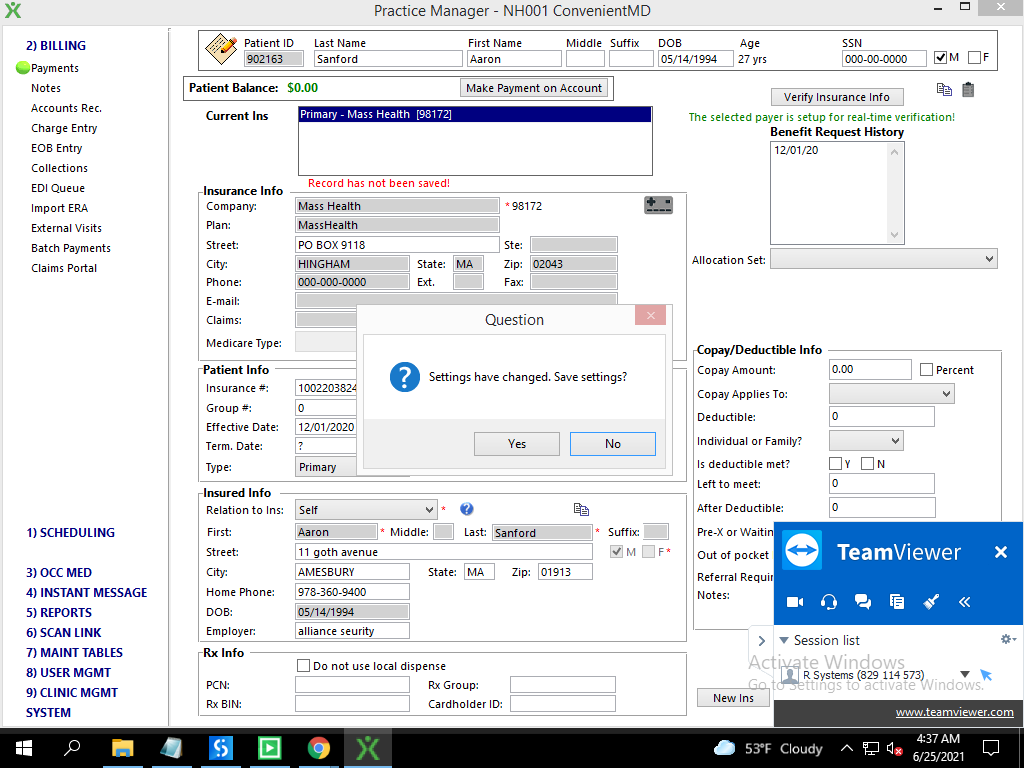 Practice Manager - NH001 ConvenientMD
2) BILLING
Payments
Notes
Accounts Rec.
Charge Entry
EOB Entry
Collections
EDI Queue
Import ERA
External Visits
Batch Payments
Claims Portal
1) SCHEDULING
3) OCC MED
4) INSTANT MESSAGE
5) REPORTS
6) SCAN LINK
7) MAINT TABLES
8) USER MGMT
9) CLINIC MGMT
SYSTEM
Patient ID Last Name First Name Middle Suffix DOB Age SSN
902163 Sanford Aaron 05/14/1994 27 yrs 000-00-0000 M F
Patient Balance: $0.00 Make Payment on Account
Current Ins
Primary - Mass Health [98172]
Record has not been saved!
Verify Insurance Info
The selected payer is setup for real-time verification!
Benefit Request History
12/01/20
Allocation Set:
Insurance Info
Company: Mass Health * 98172
Plan: MassHealth
Street: PO BOX 9118 Ste:
City: HINGHAM State: MA Zip: 02043
Phone: 000-000-0000 Ext. Fax:
E-mail:
Claims:
Medicare Type:
Question
Settings have changed. Save settings?
Yes No
Patient Info
Insurance #: 1002203824
Group #: 0
Effective Date: 12/01/2020
Term. Date: ?
Type: Primary
Insured Info
Relation to Ins: Self *
First: Aaron * Middle: Last: Sanford * Suffix:
Street: 11 goth avenue M F *
City: AMESBURY State: MA Zip: 01913
Home Phone: 978-360-9400
DOB: 05/14/1994
Employer: alliance seurity
Rx Info
Do not use local dispense
PCN: Rx Group:
Rx BIN: Cardholder ID:
Copay/Deductible Info
Copay Amount: 0.00 Percent
Copay Applies To:
Deductible: 0
Individual or Family?
Is deductible met? Y N
Left to meet: 0
After Deductible: 0
Pre-X or Waitin
Out of pocket
Referral Requir
Notes:
New Ins
TeamViewer
Session list
R Systems (829 114 573)
www.teamviewer.com
Activate Windows
Go to Settings to activate Windows.
53°F Cloudy
4:37 AM
6/25/2021